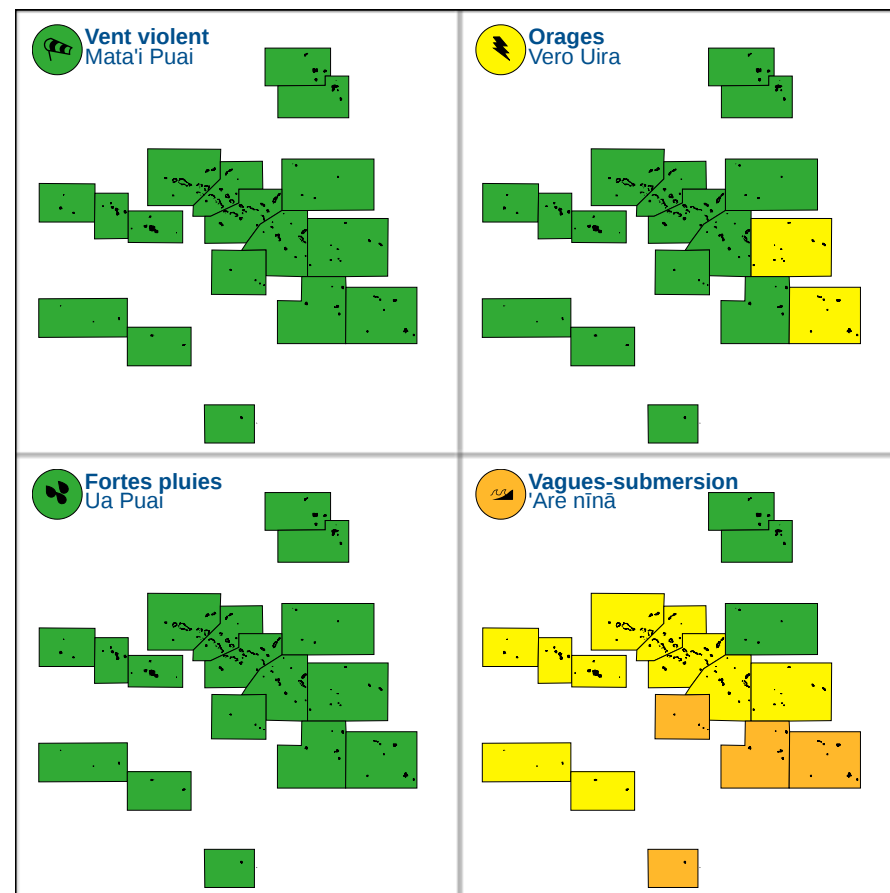 Vent violent
Mata'i Puai
Orages
Vero Uira
Fortes pluies
Ua Puai
Vagues-submersion
'Are nīnā